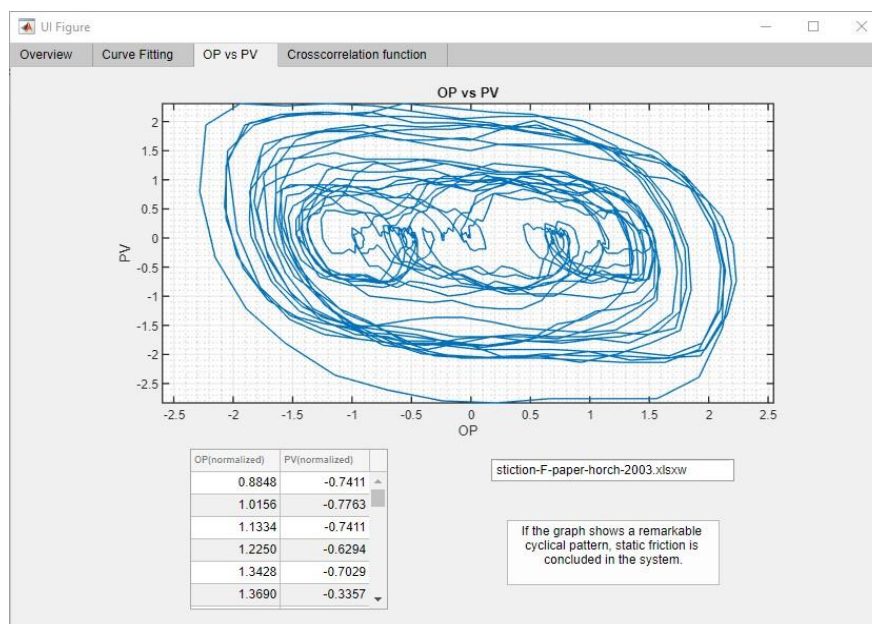 UI Figure
Overview Curve Fitting OP vs PV Crosscorrelation function
OP vs PV
2
1.5
1
0.5
0
-0.5
-1
-1.5
-2
-2.5
PV
-2.5 -2 -1.5 -1 -0.5 0 0.5 1 1.5 2 2.5
OP
OP(normalized) PV(normalized)
0.8848 -0.7411
1.0156 -0.7763
1.1334 -0.7411
1.2250 -0.6294
1.3428 -0.7029
1.3690 -0.3357
stiction-F-paper-horch-2003.xlsxw
If the graph shows a remarkable
cyclical pattern, static friction is
concluded in the system.